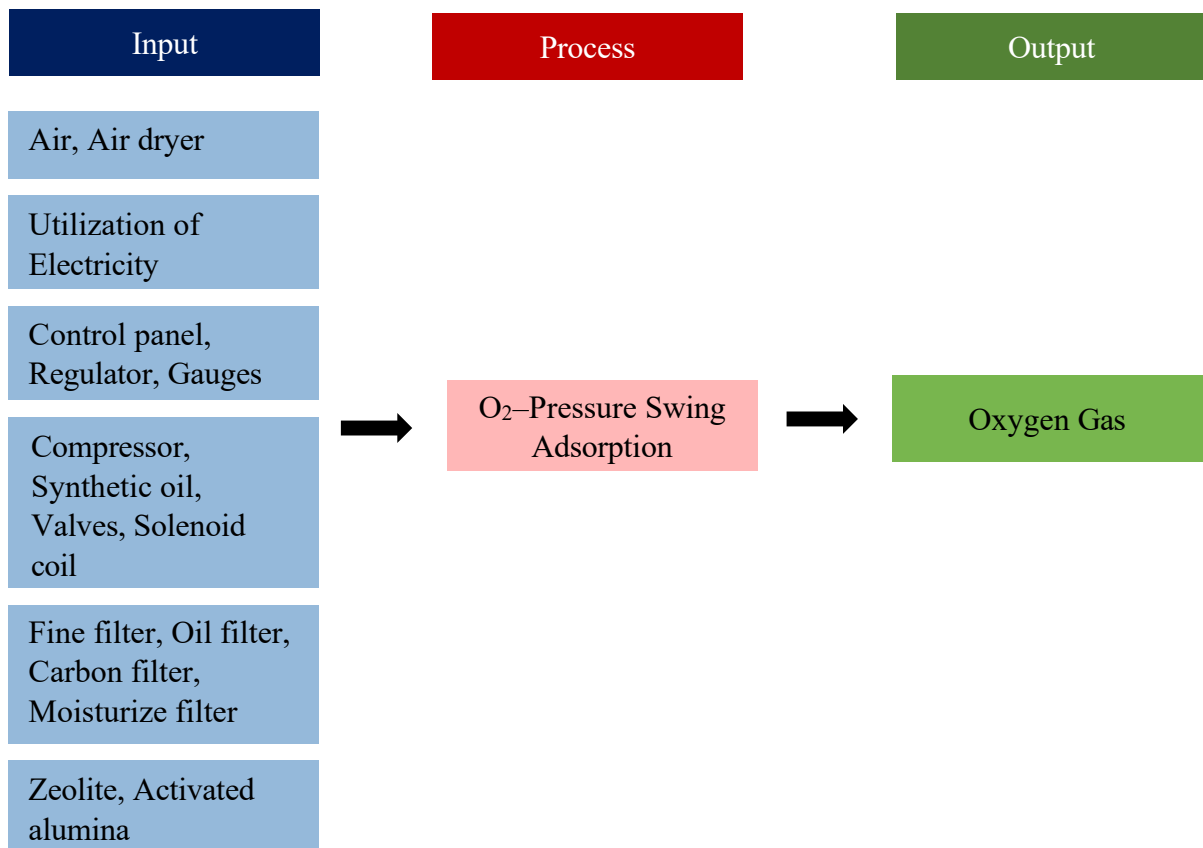 Input
Process
Output
Air, Air dryer
Utilization of
Electricity
Control panel,
Regulator, Gauges
Compressor,
Synthetic oil,
Valves, Solenoid
coil
Fine filter, Oil filter,
Carbon filter,
Moisturize filter
Zeolite, Activated
alumina
O₂–Pressure Swing
Adsorption
Oxygen Gas